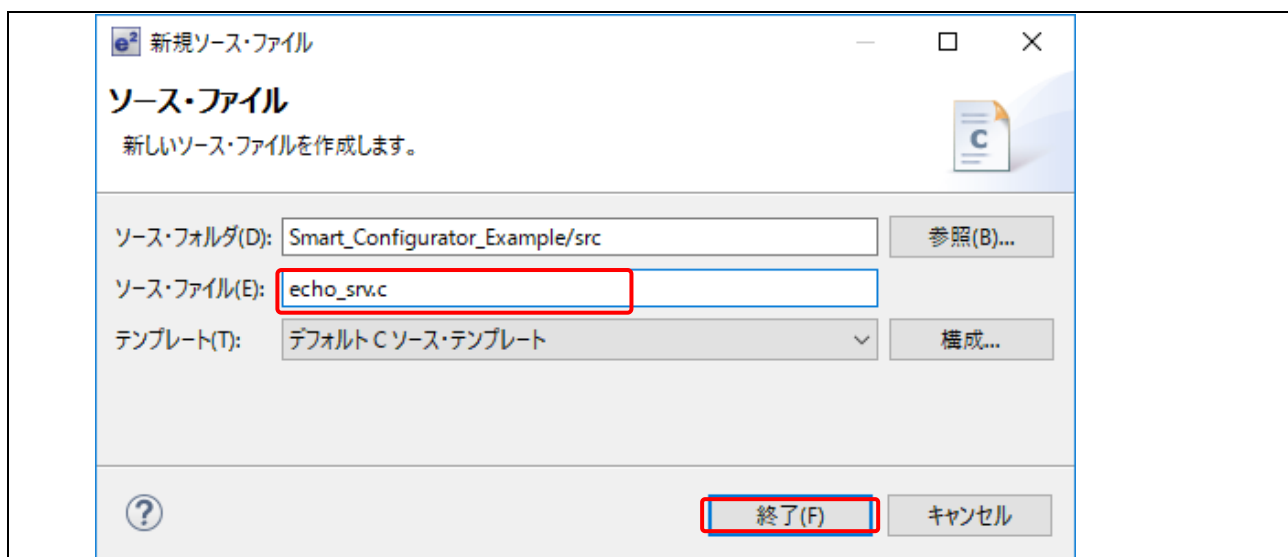 e² 新規ソース・ファイル
ソース・ファイル
新しいソース・ファイルを作成します。
C
ソース・フォルダ(D): Smart_Configurator_Example/src 参照(B)...
ソース・ファイル(E): echo_srv.c
テンプレート(T): デフォルト C ソース・テンプレート 構成...
? 終了(F) キャンセル